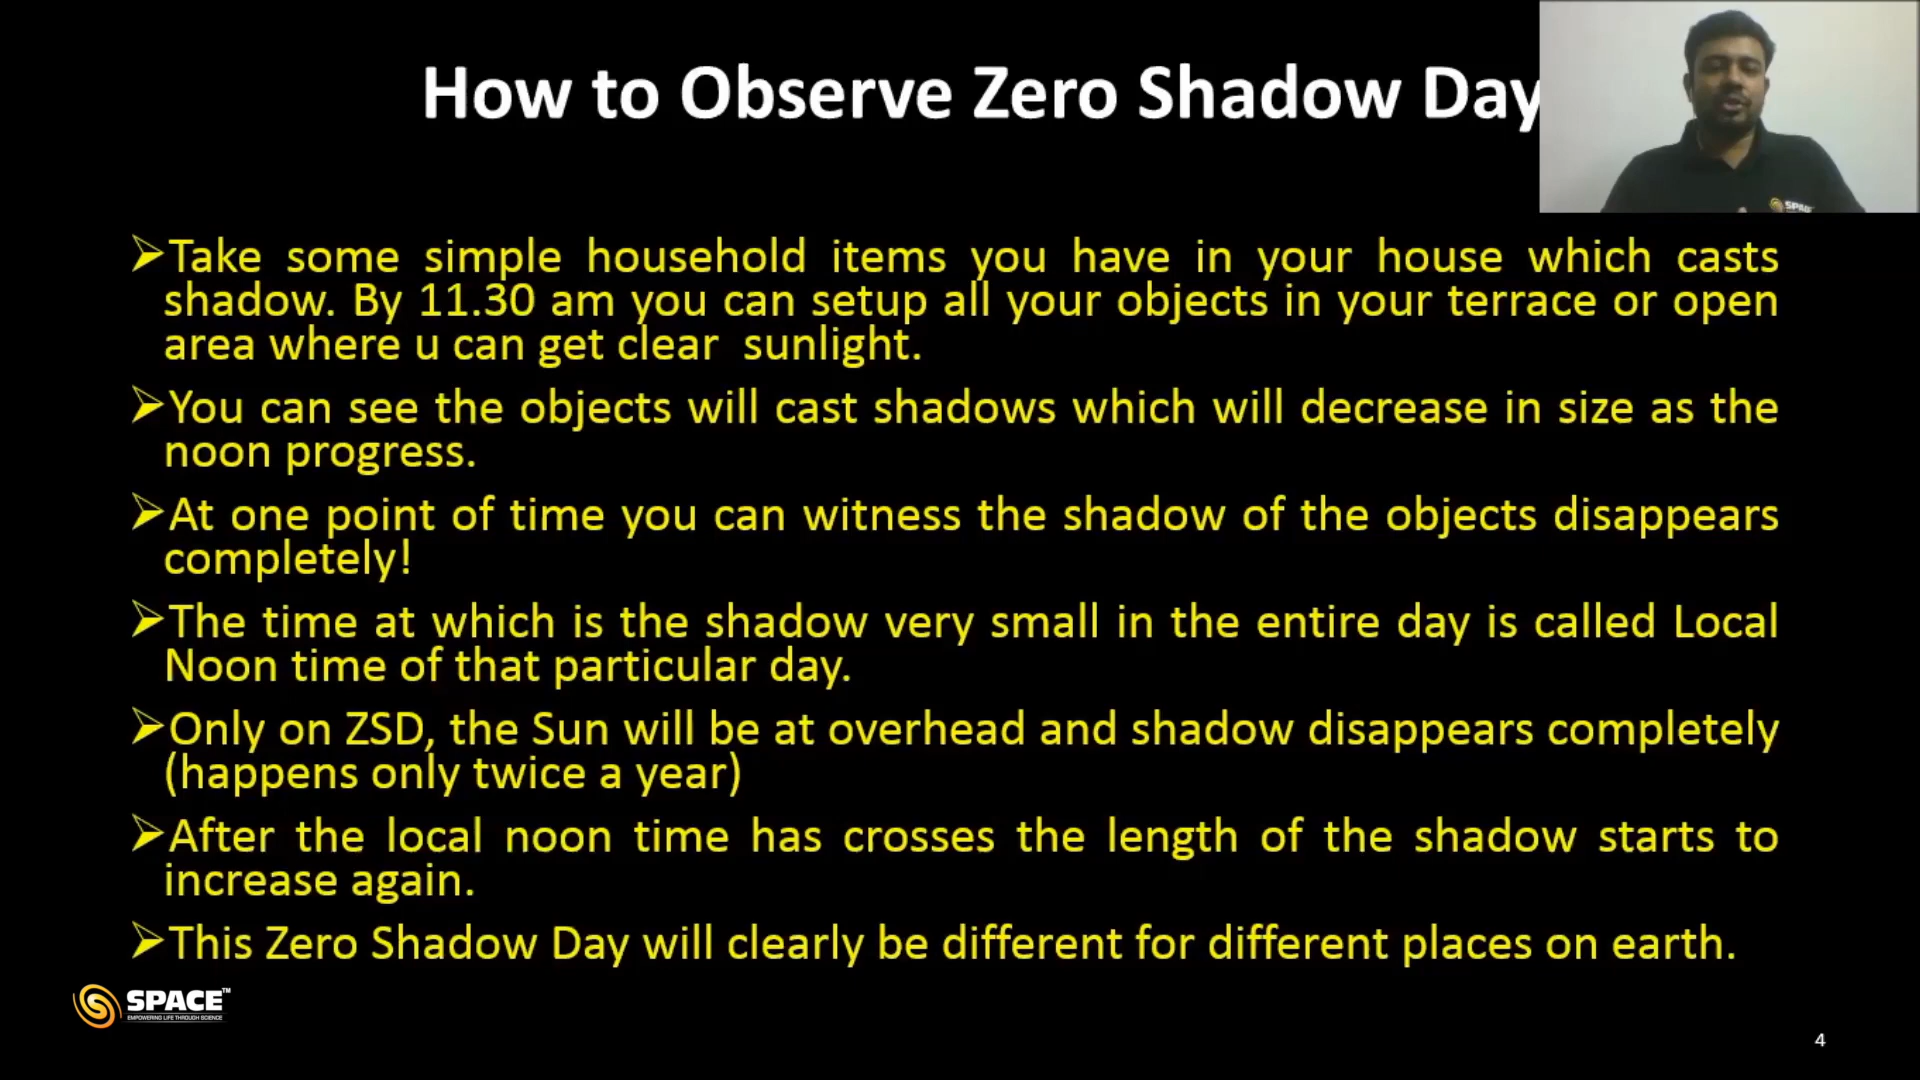 How to Observe Zero Shadow Day
➢Take some simple household items you have in your house which casts
shadow. By 11.30 am you can setup all your objects in your terrace or open
area where u can get clear sunlight.
➢You can see the objects will cast shadows which will decrease in size as the
noon progress.
➢At one point of time you can witness the shadow of the objects disappears
completely!
➢The time at which is the shadow very small in the entire day is called Local
Noon time of that particular day.
➢Only on ZSD, the Sun will be at overhead and shadow disappears completely
(happens only twice a year)
➢After the local noon time has crosses the length of the shadow starts to
increase again.
➢This Zero Shadow Day will clearly be different for different places on earth.
SPACE™
EMPOWERING LIFE THROUGH SCIENCE
4
SPACE